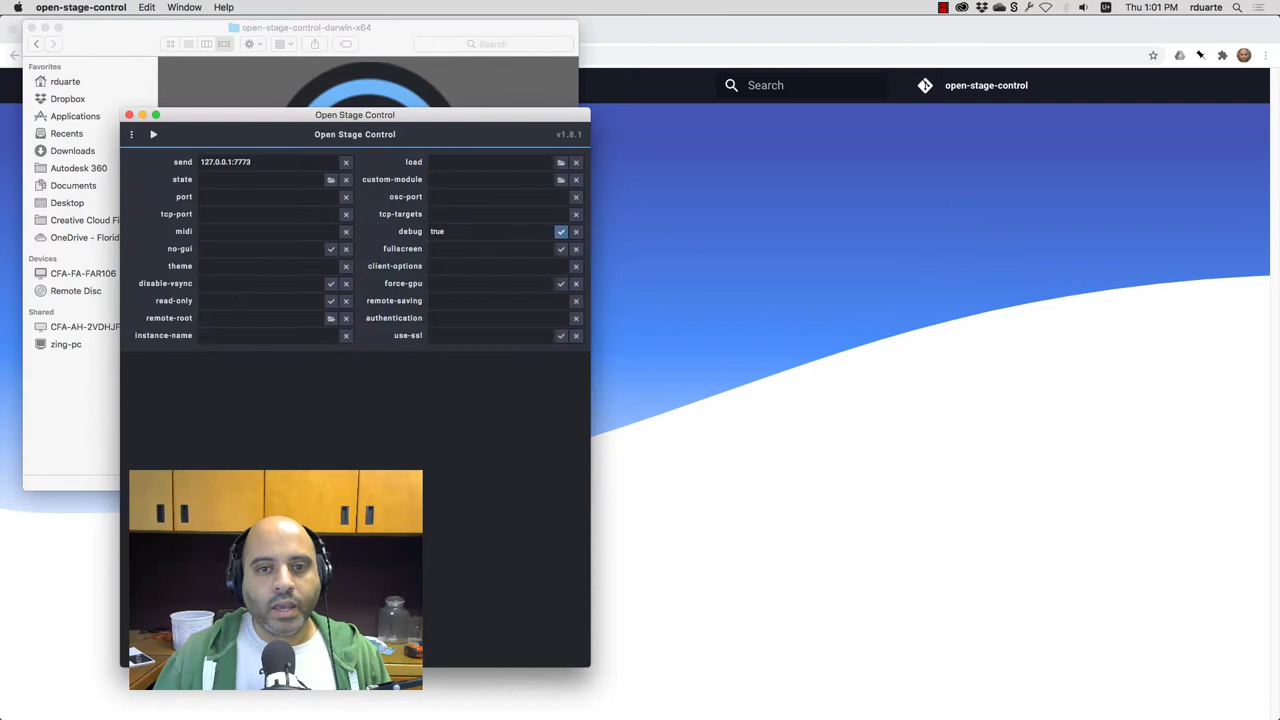 open-stage-control Edit Window Help Thu 1:01 PM rduarte
open-stage-control-darwin-x64
Search
Favorites
rduarte
Dropbox
Applications
Recents
Downloads
Autodesk 360
Documents
Desktop
Creative Cloud Fi
OneDrive – Florid
Devices
CFA-FA-FAR106
Remote Disc
Shared
CFA-AH-2VDHJF
zing-pc
Search
open-stage-control
Open Stage Control
Open Stage Control v1.8.1
send 127.0.0.1:7773 load
state custom-module
port osc-port
tcp-port tcp-targets
midi debug true
no-gui fullscreen
theme client-options
disable-vsync force-gpu
read-only remote-saving
remote-root authentication
instance-name use-ssl